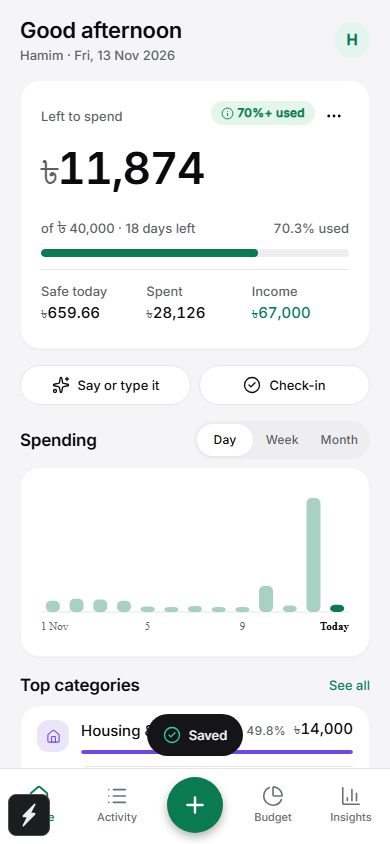 Good afternoon
Hamim · Fri, 13 Nov 2026
H
Left to spend
70%+ used
৳11,874
of ৳ 40,000 · 18 days left
70.3% used
Safe today
Spent
Income
৳659.66
৳28,126
৳67,000
Say or type it
Check-in
Spending
Day
Week
Month
1 Nov
5
9
Today
Top categories
See all
Housing
Saved
49.8%
৳14,000
Activity
Budget
Insights